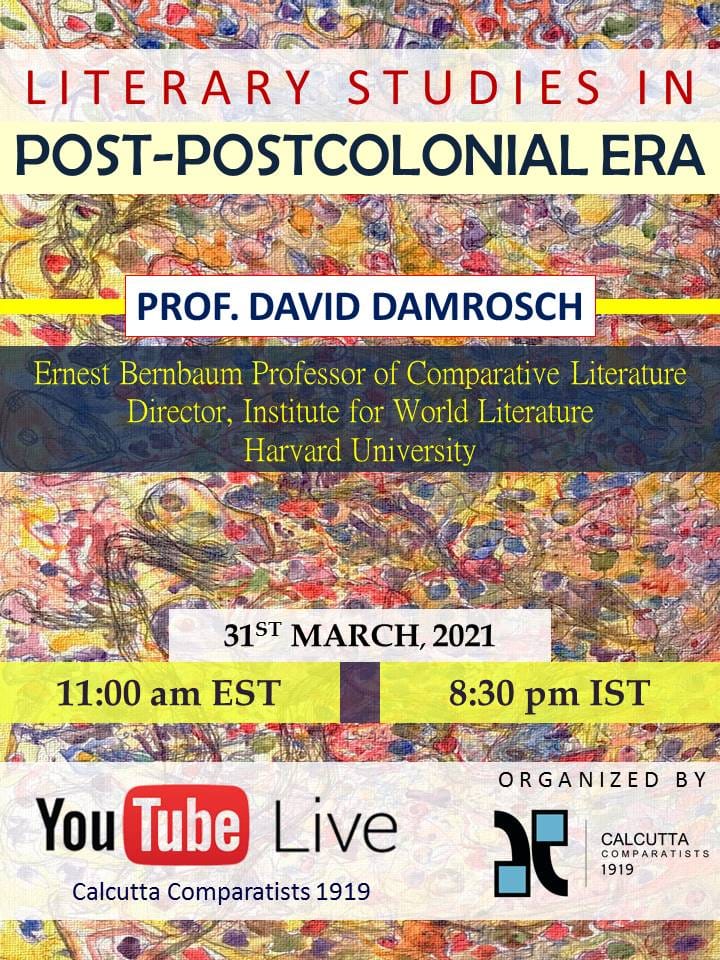 LITERARY STUDIES IN
POST-POSTCOLONIAL ERA
PROF. DAVID DAMROSCH
Ernest Bernbaum Professor of Comparative Literature
Director, Institute for World Literature
Harvard University
31ST MARCH, 2021
11:00 am EST
8:30 pm IST
YouTube Live
Calcutta Comparatists 1919
ORGANIZED BY
CALCUTTA
COMPARATISTS
1919